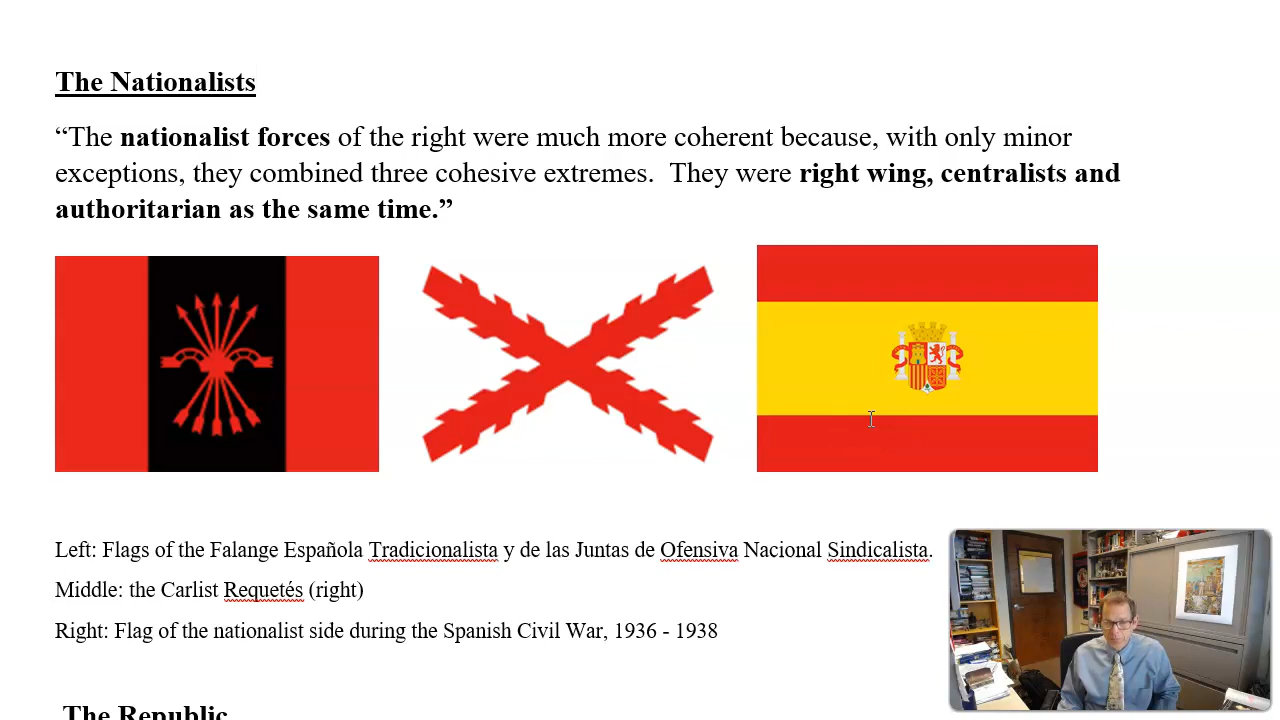 The Nationalists
“The nationalist forces of the right were much more coherent because, with only minor
exceptions, they combined three cohesive extremes.  They were right wing, centralists and
authoritarian as the same time.”
Left: Flags of the Falange Española Tradicionalista y de las Juntas de Ofensiva Nacional Sindicalista.
Middle: the Carlist Requetés (right)
Right: Flag of the nationalist side during the Spanish Civil War, 1936 - 1938
The Republic